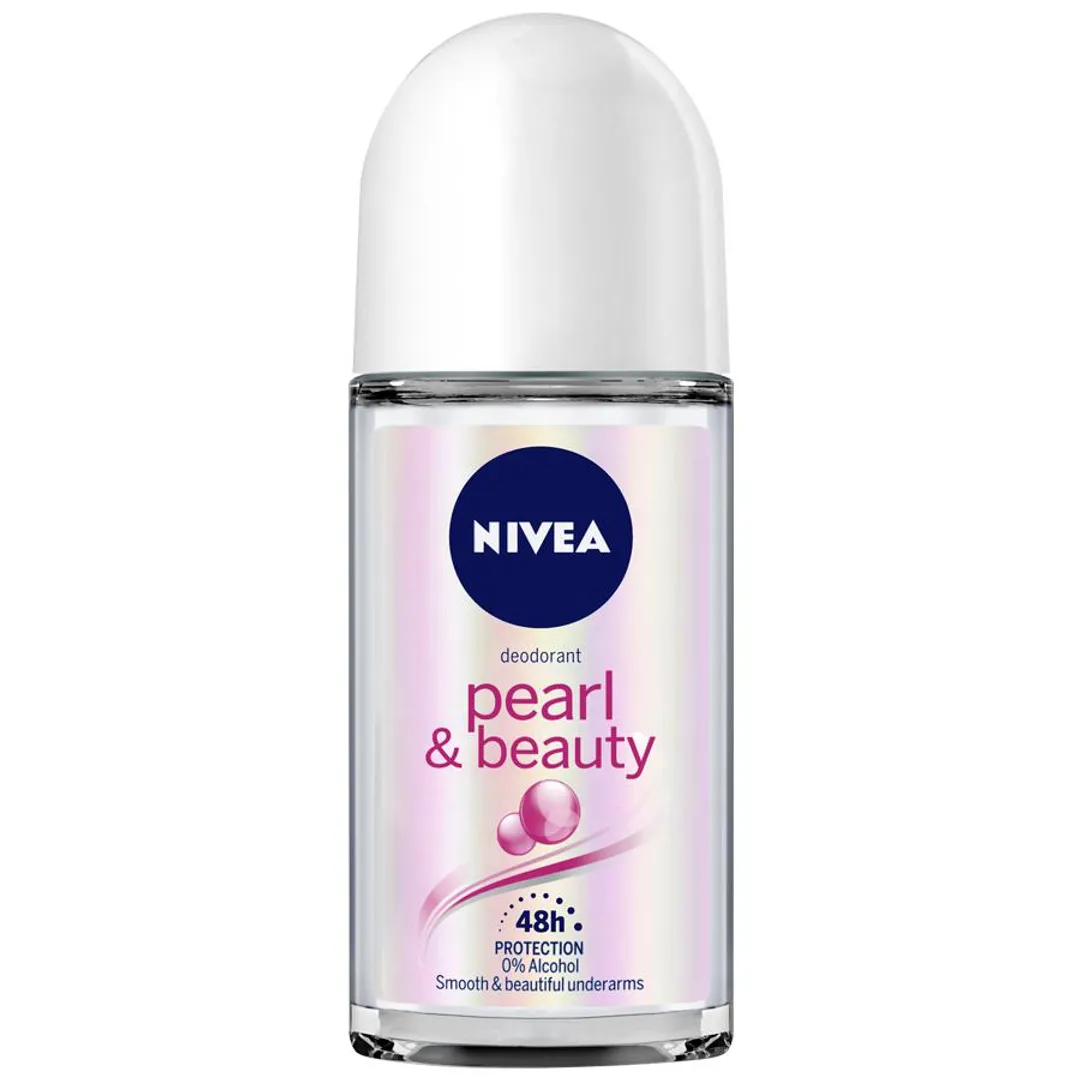 NIVEA
deodorant
pearl
& beauty
48h
PROTECTION
0% Alcohol
Smooth & beautiful underarms